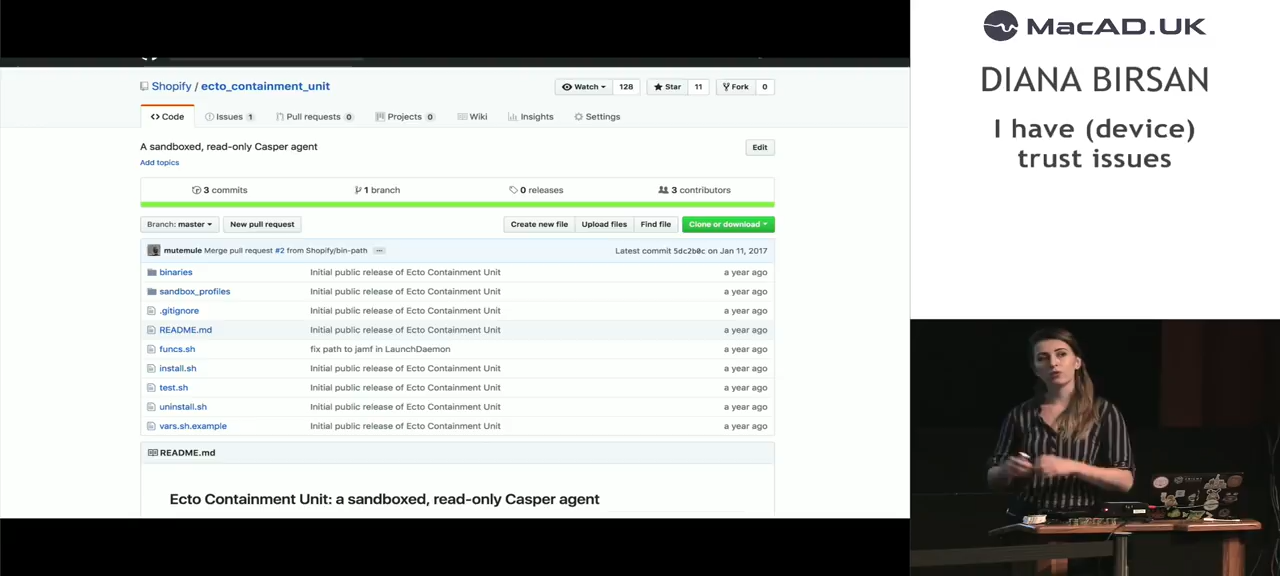 MacAD.UK
DIANA BIRSAN
I have (device)
trust issues
Shopify / ecto_containment_unit
Watch 128
Star 11
Fork 0
Code
Issues 1
Pull requests 0
Projects 0
Wiki
Insights
Settings
A sandboxed, read-only Casper agent
Edit
Add topics
3 commits
1 branch
0 releases
3 contributors
Branch: master
New pull request
Create new file
Upload files
Find file
Clone or download
mutemule Merge pull request #2 from Shopify/bin-path
Latest commit 5dc2b0c on Jan 11, 2017
binaries Initial public release of Ecto Containment Unit a year ago
sandbox_profiles Initial public release of Ecto Containment Unit a year ago
.gitignore Initial public release of Ecto Containment Unit a year ago
README.md Initial public release of Ecto Containment Unit a year ago
funcs.sh fix path to jamf in LaunchDaemon a year ago
install.sh Initial public release of Ecto Containment Unit a year ago
test.sh Initial public release of Ecto Containment Unit a year ago
uninstall.sh Initial public release of Ecto Containment Unit a year ago
vars.sh.example Initial public release of Ecto Containment Unit a year ago
README.md
Ecto Containment Unit: a sandboxed, read-only Casper agent